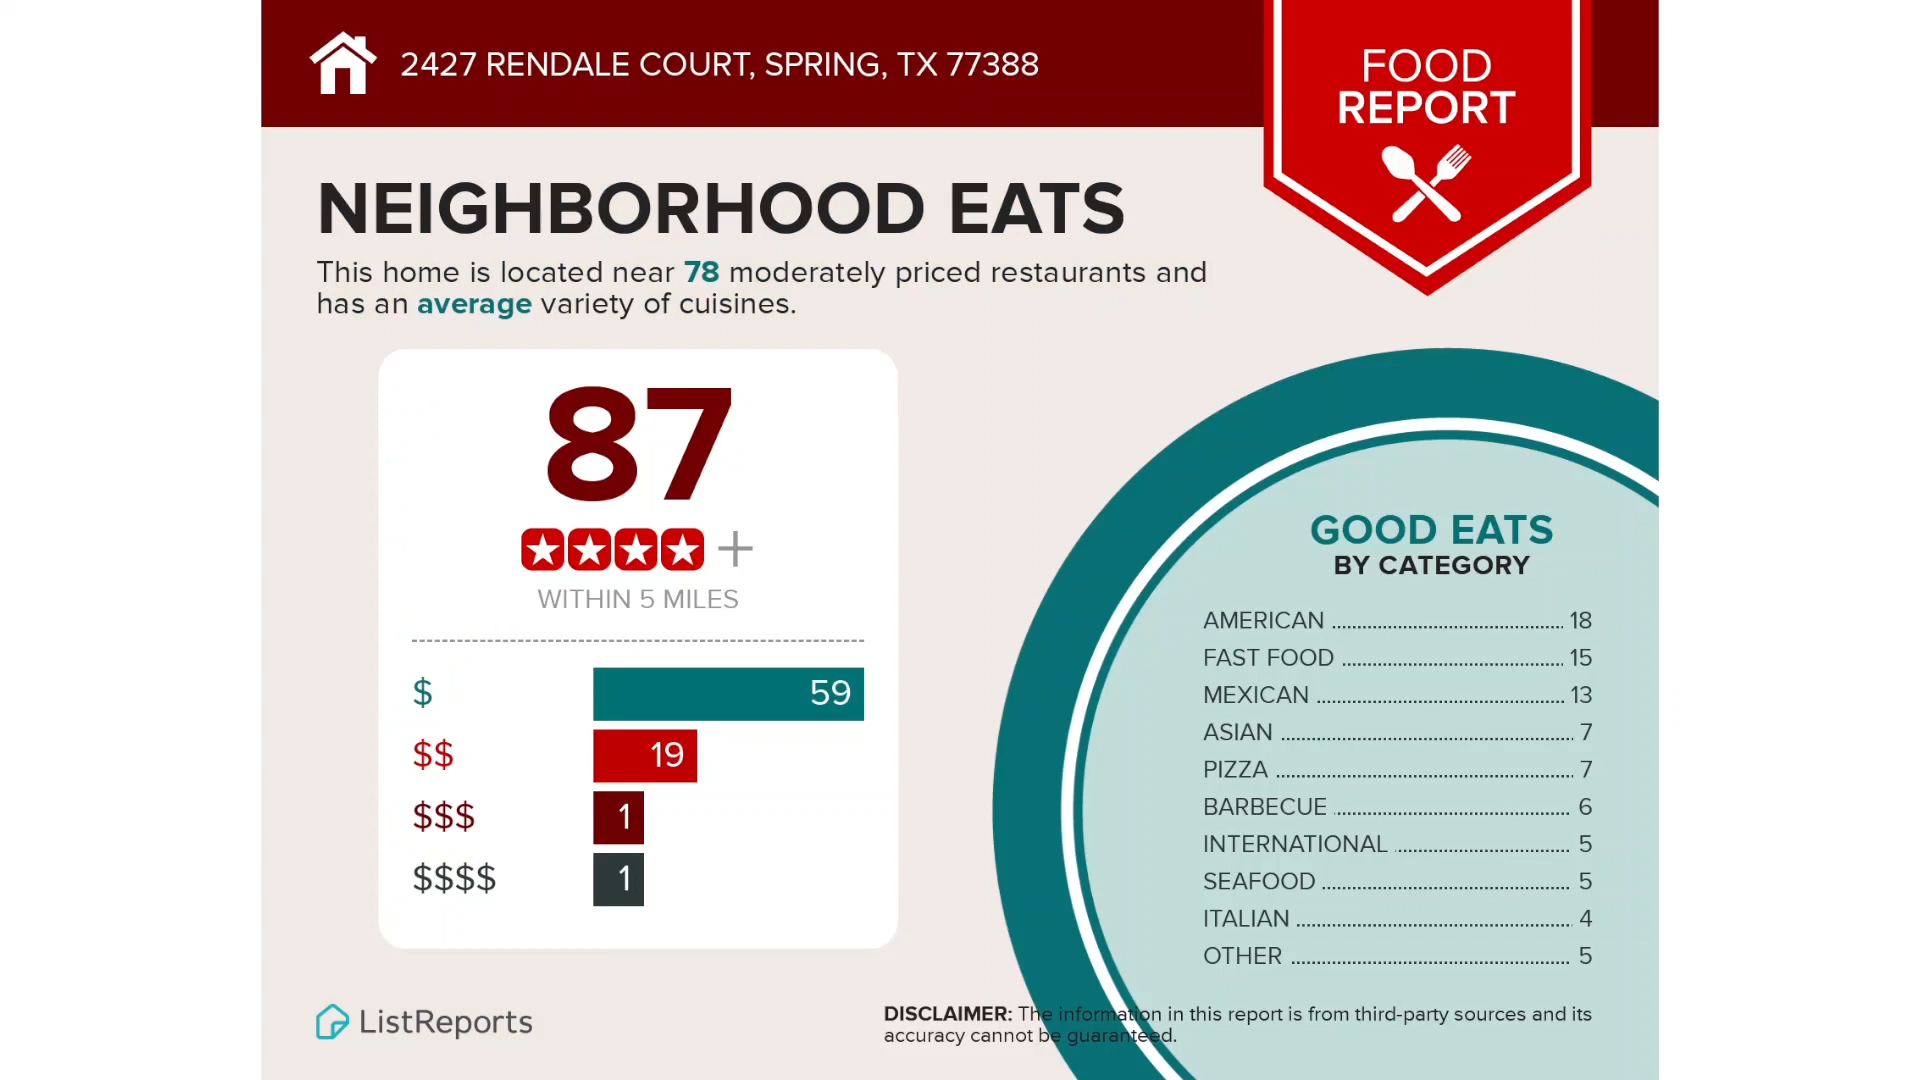 2427 RENDALE COURT, SPRING, TX 77388
FOOD
REPORT
NEIGHBORHOOD EATS
This home is located near 78 moderately priced restaurants and
has an average variety of cuisines.
87
+
WITHIN 5 MILES
$ 59
$$ 19
$$$ 1
$$$$ 1
GOOD EATS
BY CATEGORY
AMERICAN 18
FAST FOOD 15
MEXICAN 13
ASIAN 7
PIZZA 7
BARBECUE 6
INTERNATIONAL 5
SEAFOOD 5
ITALIAN 4
OTHER 5
ListReports
DISCLAIMER: The information in this report is from third-party sources and its
accuracy cannot be guaranteed.